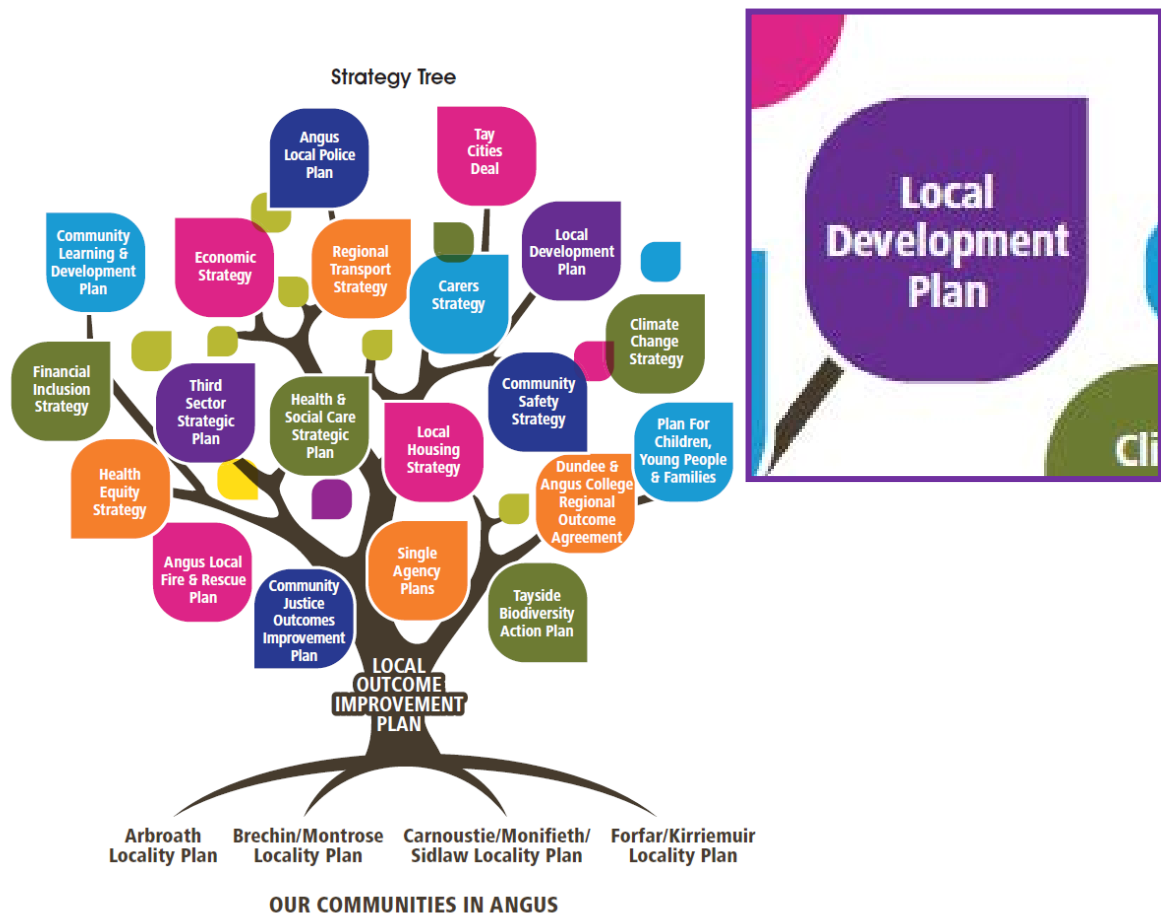 Strategy Tree
Angus
Local Police
Plan
Tay
Cities
Deal
Community
Learning &
Development
Plan
Economic
Strategy
Regional
Transport
Strategy
Carers
Strategy
Local
Development
Plan
Climate
Change
Strategy
Financial
Inclusion
Strategy
Third
Sector
Strategic
Plan
Health &
Social Care
Strategic
Plan
Local
Housing
Strategy
Community
Safety
Strategy
Plan For
Children,
Young People
& Families
Health
Equity
Strategy
Dundee &
Angus College
Regional
Outcome
Agreement
Angus Local
Fire & Rescue
Plan
Community
Justice
Outcomes
Improvement
Plan
Single
Agency
Plans
Tayside
Biodiversity
Action Plan
LOCAL
OUTCOME
IMPROVEMENT
PLAN
Arbroath
Locality Plan
Brechin/Montrose
Locality Plan
Carnoustie/Monifieth/
Sidlaw Locality Plan
Forfar/Kirriemuir
Locality Plan
OUR COMMUNITIES IN ANGUS
Local
Development
Plan
Cli